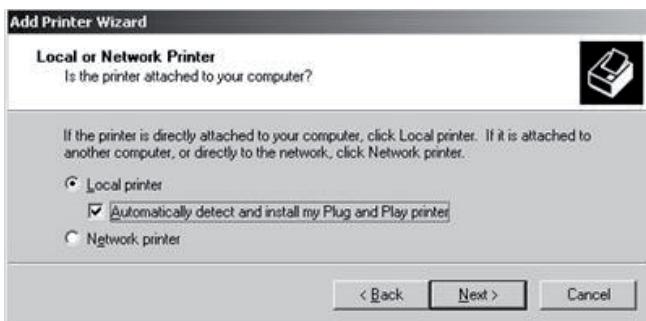 Add Printer Wizard
Local or Network Printer
Is the printer attached to your computer?
If the printer is directly attached to your computer, click Local printer. If it is attached to
another computer, or directly to the network, click Network printer.
Local printer
Automatically detect and install my Plug and Play printer
Network printer
< Back Next > Cancel